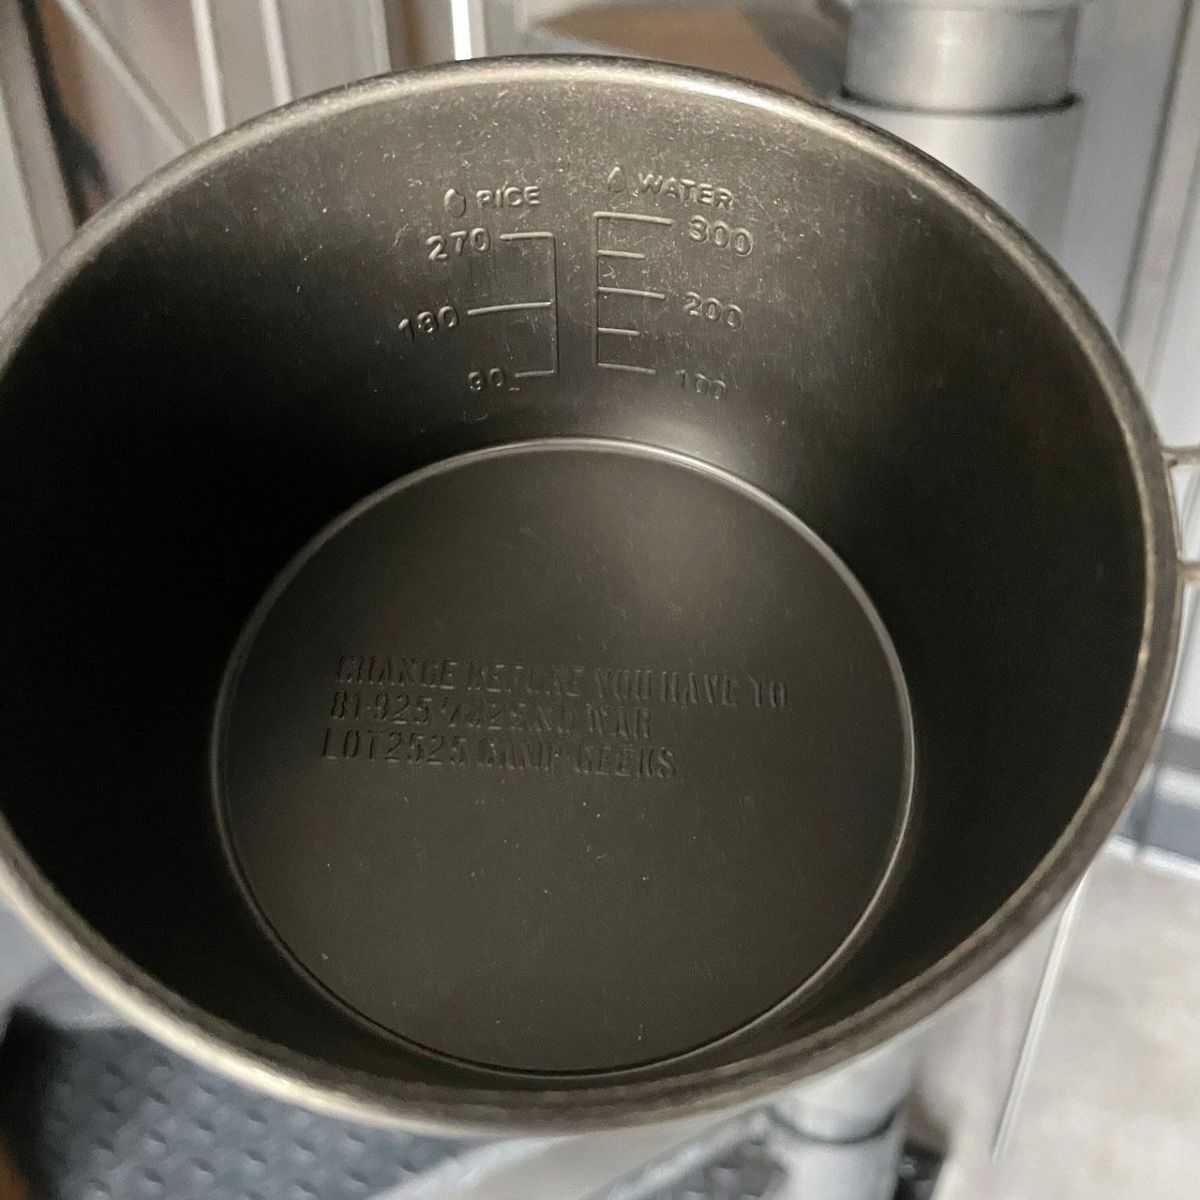 RICE
WATER
270
300
180
200
90
100
CHANGE BEFORE YOU HAVE TO
LOT2525 CAMP GEEKS